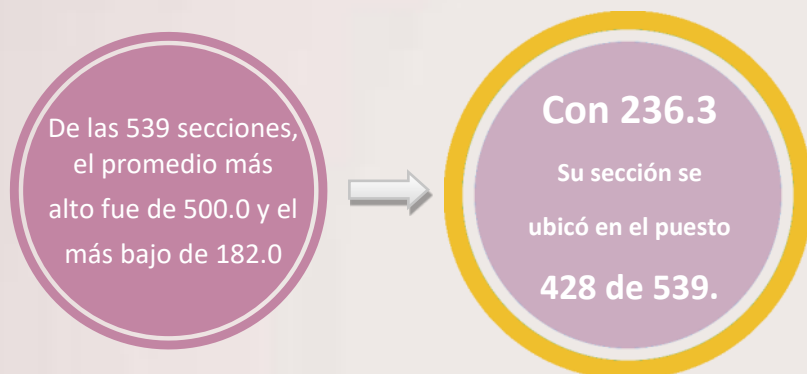 De las 539 secciones,
el promedio más
alto fue de 500.0 y el
más bajo de 182.0
Con 236.3
Su sección se
ubicó en el puesto
428 de 539.